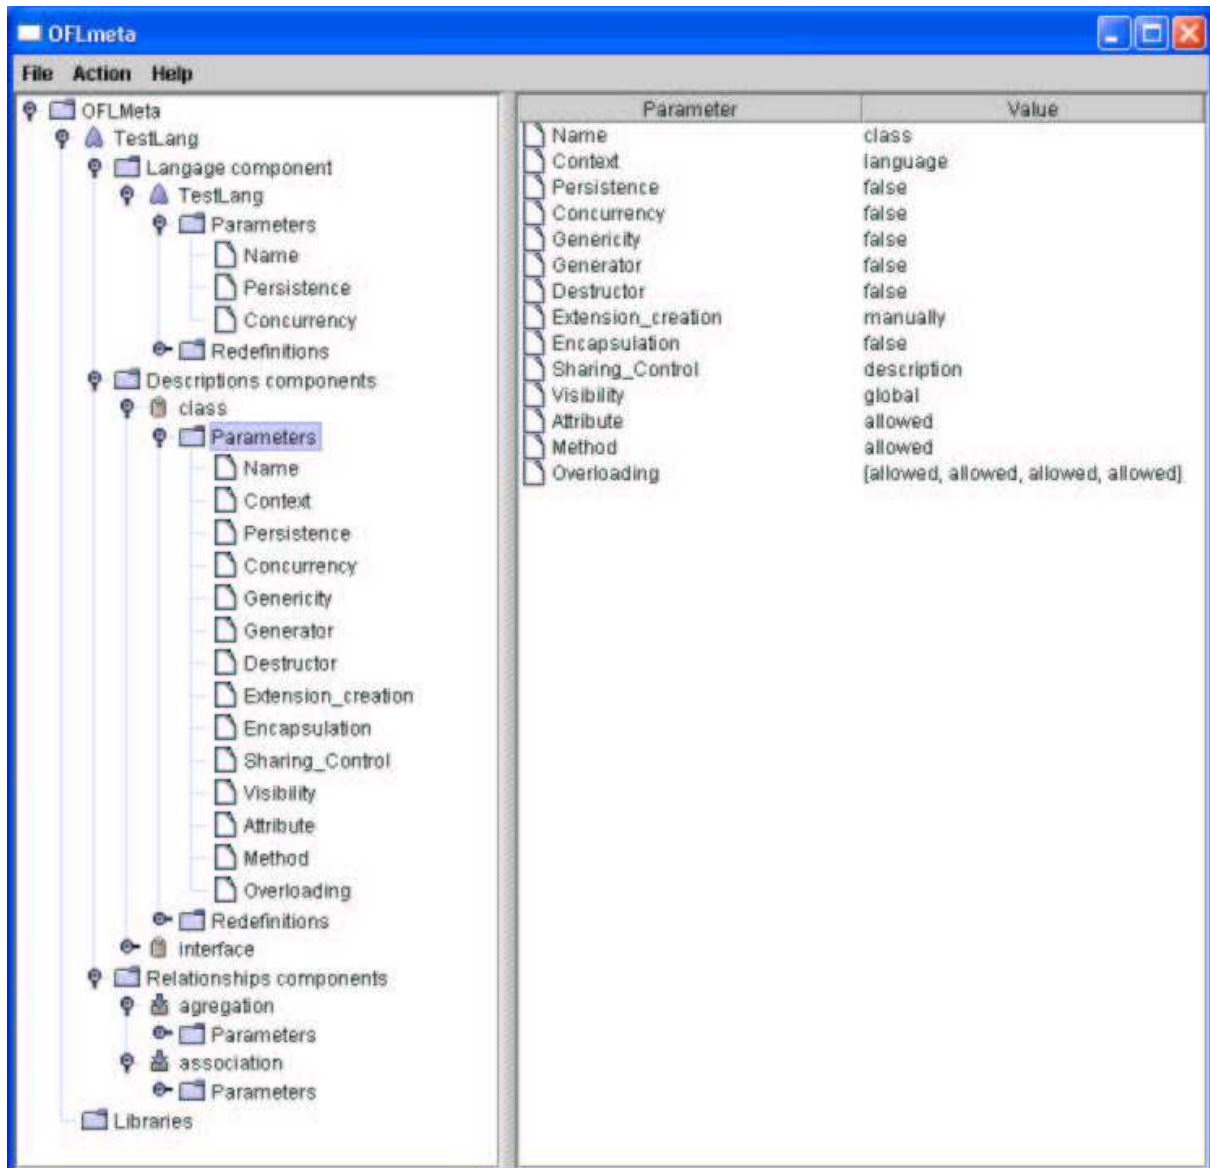 OFLmeta
File Action Help
OFLMeta
TestLang
Langage component
TestLang
Parameters
Name
Persistence
Concurrency
Redefinitions
Descriptions components
class
Parameters
Name
Context
Persistence
Concurrency
Genericity
Generator
Destructor
Extension_creation
Encapsulation
Sharing_Control
Visibility
Attribute
Method
Overloading
Redefinitions
interface
Relationships components
agregation
Parameters
association
Parameters
Libraries
Parameter Value
Name class
Context language
Persistence false
Concurrency false
Genericity false
Generator false
Destructor false
Extension_creation manually
Encapsulation false
Sharing_Control description
Visibility global
Attribute allowed
Method allowed
Overloading [allowed, allowed, allowed, allowed]